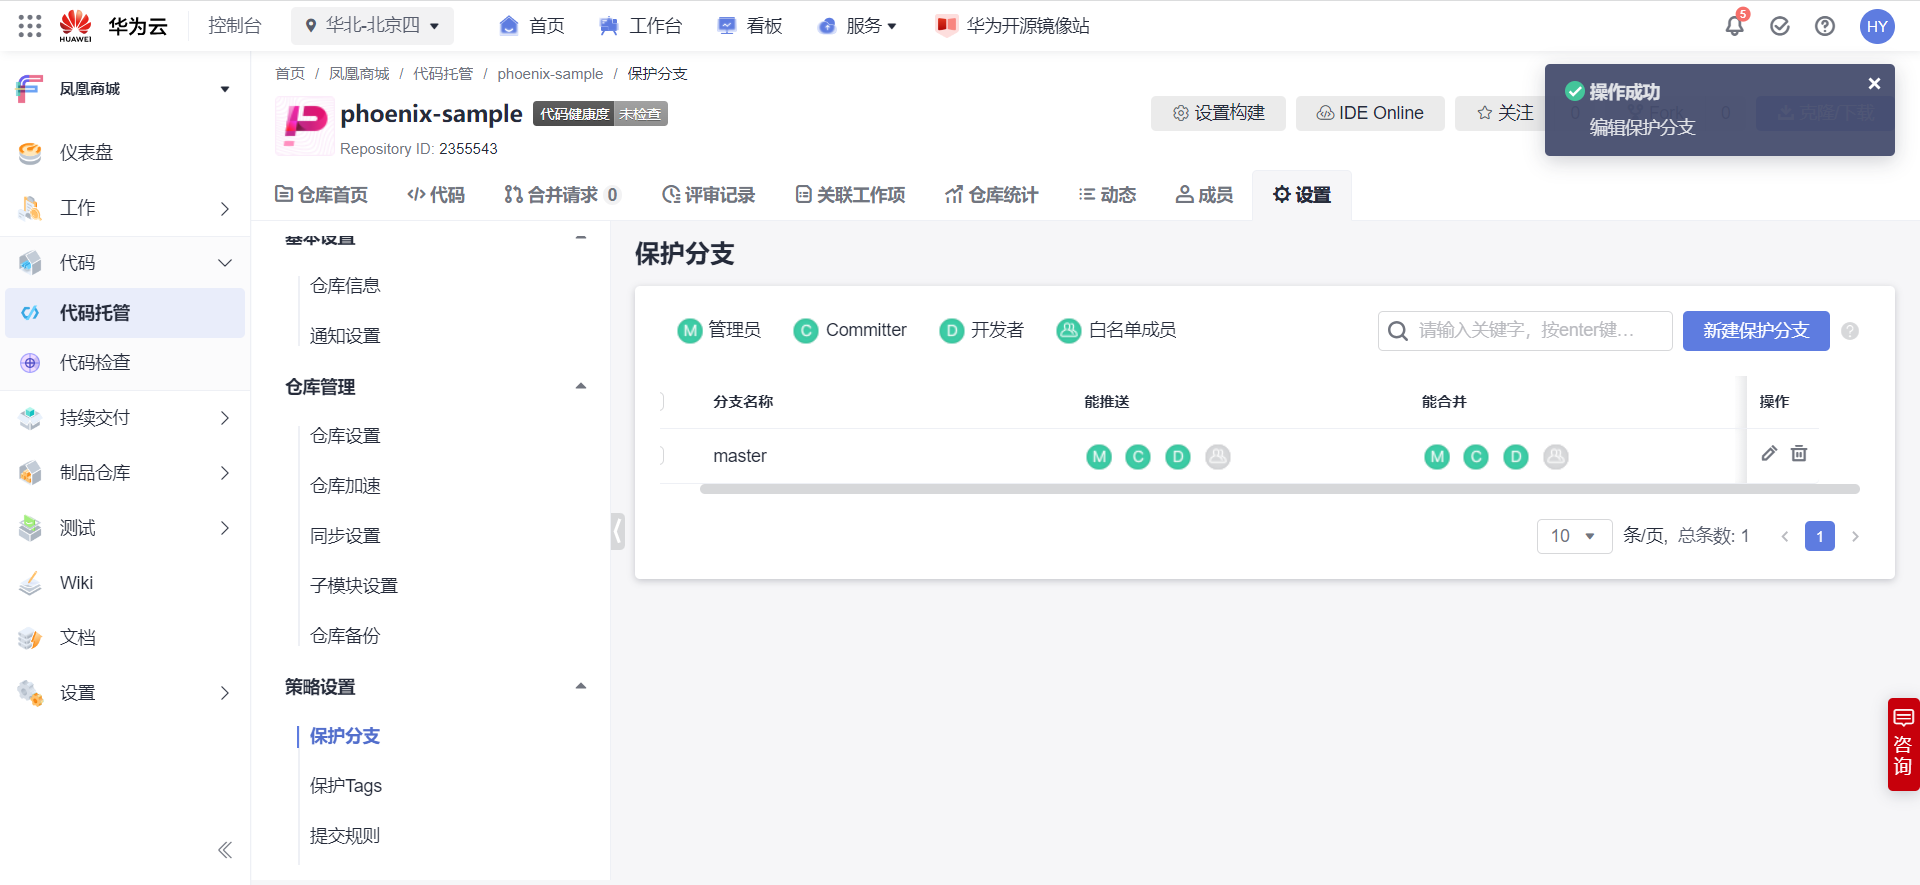 HUAWEI
华为云
控制台
华北-北京四
首页
工作台
看板
服务
华为开源镜像站
5
HY
凤凰商城
仪表盘
工作
代码
代码托管
代码检查
持续交付
制品仓库
测试
Wiki
文档
设置
首页 / 凤凰商城 / 代码托管 / phoenix-sample / 保护分支
phoenix-sample
代码健康度 未检查
Repository ID: 2355543
设置构建
IDE Online
关注
操作成功
编辑保护分支
仓库首页
代码
合并请求 0
评审记录
关联工作项
仓库统计
动态
成员
设置
基本设置
仓库信息
通知设置
仓库管理
仓库设置
仓库加速
同步设置
子模块设置
仓库备份
策略设置
保护分支
保护Tags
提交规则
保护分支
M 管理员
C Committer
D 开发者
白名单成员
请输入关键字，按enter键...
新建保护分支
分支名称 能推送 能合并 操作
master M C D M C D
10 条/页, 总条数: 1 1
咨询